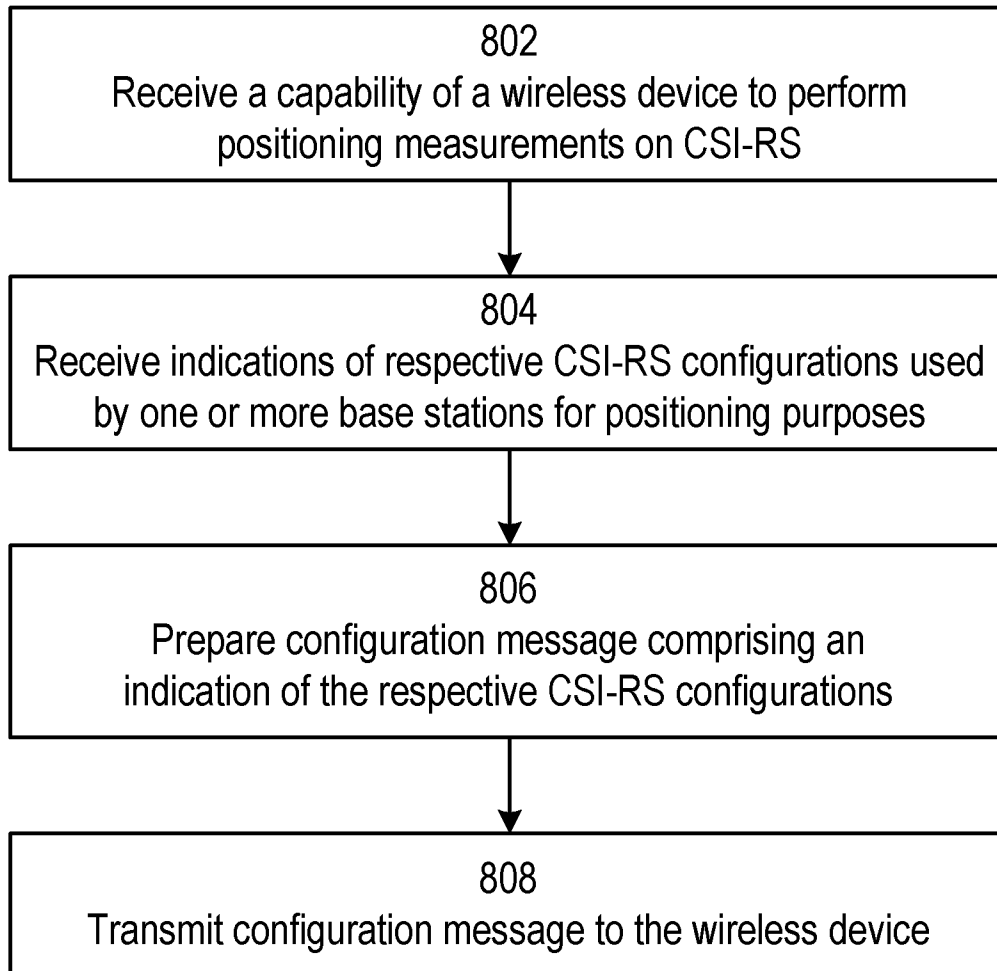 802
Receive a capability of a wireless device to perform
positioning measurements on CSI-RS
804
Receive indications of respective CSI-RS configurations used
by one or more base stations for positioning purposes
806
Prepare configuration message comprising an
indication of the respective CSI-RS configurations
808
Transmit configuration message to the wireless device